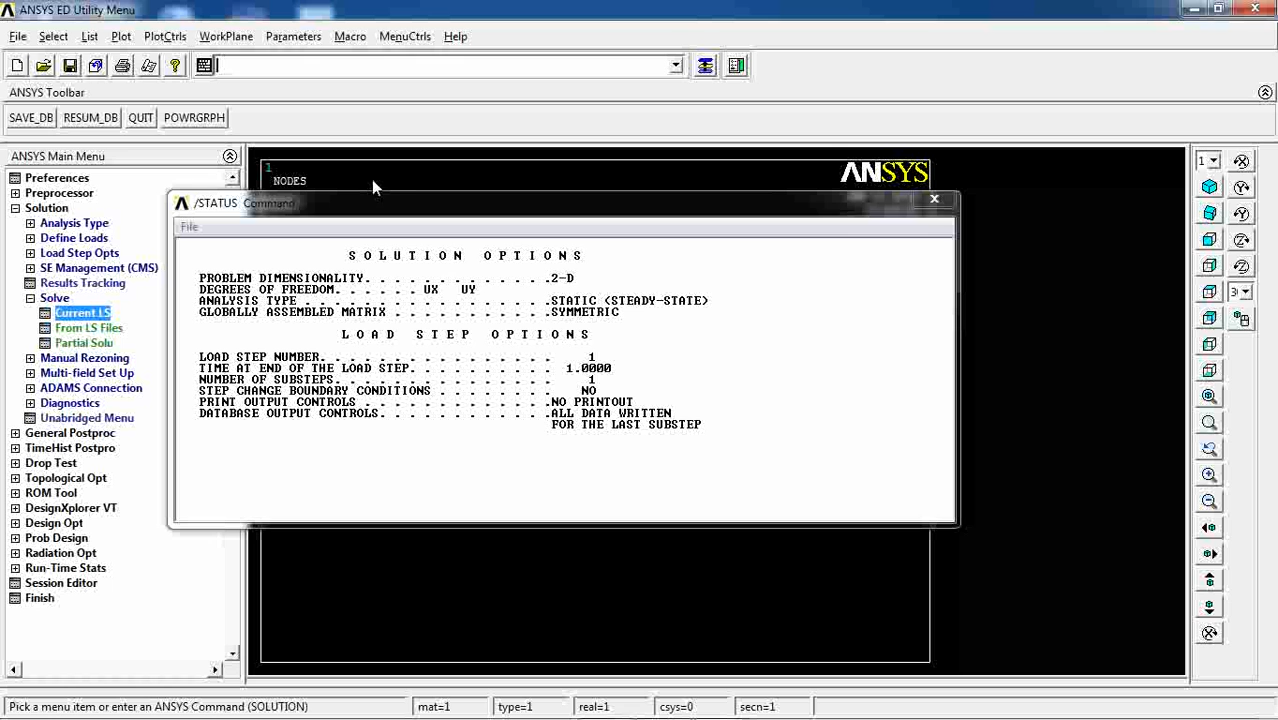 ANSYS ED Utility Menu
File Select List Plot PlotCtrls WorkPlane Parameters Macro MenuCtrls Help
ANSYS Toolbar
SAVE_DB RESUM_DB QUIT POWRGRPH
ANSYS Main Menu
Preferences
Preprocessor
Solution
Analysis Type
Define Loads
Load Step Opts
SE Management (CMS)
Results Tracking
Solve
Current LS
From LS Files
Partial Solu
Manual Rezoning
Multi-field Set Up
ADAMS Connection
Diagnostics
Unabridged Menu
General Postproc
TimeHist Postpro
Drop Test
Topological Opt
ROM Tool
DesignXplorer VT
Design Opt
Prob Design
Radiation Opt
Run-Time Stats
Session Editor
Finish
1
NODES
ANSYS
/STATUS Command
File
SOLUTION OPTIONS
PROBLEM DIMENSIONALITY. . . . . . . . . . . . .2-D
DEGREES OF FREEDOM. . . . . . UX UY
ANALYSIS TYPE . . . . . . . . . . . . . . . . .STATIC (STEADY-STATE)
GLOBALLY ASSEMBLED MATRIX . . . . . . . . . . .SYMMETRIC
LOAD STEP OPTIONS
LOAD STEP NUMBER. . . . . . . . . . . . . . . . 1
TIME AT END OF THE LOAD STEP. . . . . . . . . . 1.0000
NUMBER OF SUBSTEPS. . . . . . . . . . . . . . . 1
STEP CHANGE BOUNDARY CONDITIONS . . . . . . . . NO
PRINT OUTPUT CONTROLS . . . . . . . . . . . . .NO PRINTOUT
DATABASE OUTPUT CONTROLS. . . . . . . . . . . .ALL DATA WRITTEN
FOR THE LAST SUBSTEP
1
Pick a menu item or enter an ANSYS Command (SOLUTION) mat=1 type=1 real=1 csys=0 secn=1